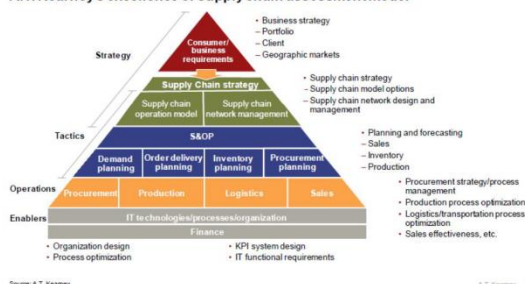 Consumer/
business
requirements
• Business strategy
– Portfolio
– Client
– Geographic markets
Strategy
Supply Chain strategy
Supply chain
operation model
Supply chain
network management
• Supply chain strategy
– Supply chain model options
– Supply chain network design and
management
Tactics
S&OP
Demand
planning
Order delivery
planning
Inventory
planning
Procurement
planning
• Planning and forecasting
– Sales
– Inventory
– Production
Operations
Procurement
Production
Logistics
Sales
• Procurement strategy/process
management
• Production process optimization
• Logistics/transportation process
optimization
• Sales effectiveness, etc.
Enablers
IT technologies/processes/organization
Finance
• Organization design
• Process optimization
• KPI system design
• IT functional requirements